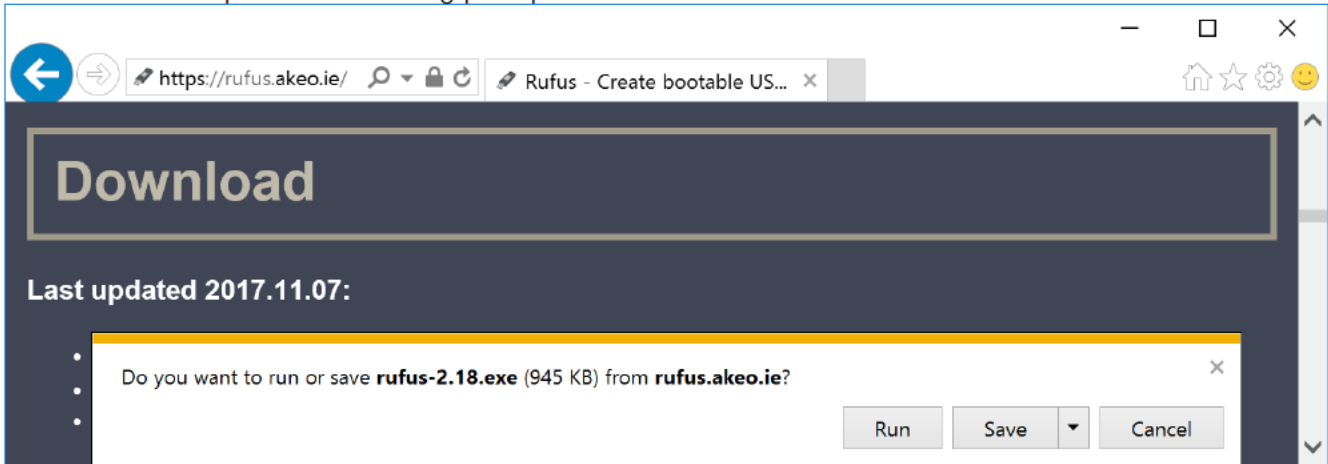 https://rufus.akeo.ie/
Rufus - Create bootable US...
Download
Last updated 2017.11.07:
Do you want to run or save rufus-2.18.exe (945 KB) from rufus.akeo.ie?
Run Save Cancel